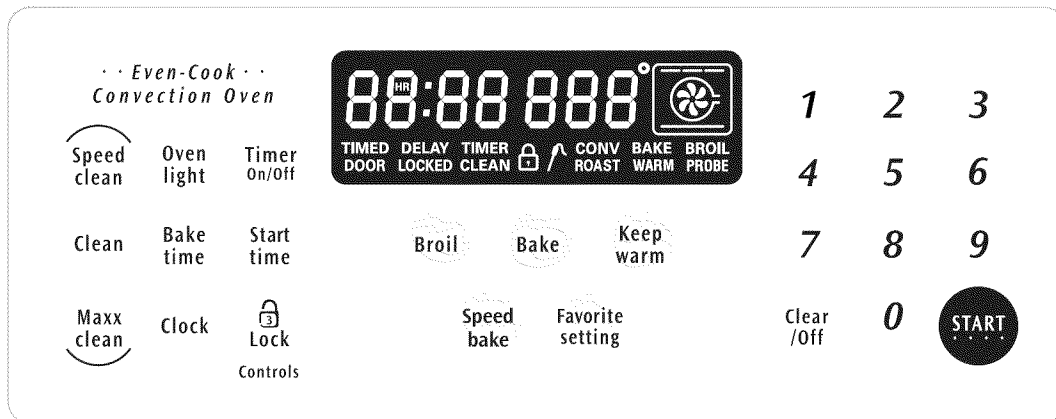 · · Even-Cook · ·
Convection Oven
Speed
clean
Oven
light
Timer
On/Off
Clean
Bake
time
Start
time
Maxx
clean
Clock
3
Lock
Controls
88:88 888°
HR
TIMED DELAY TIMER CONV BAKE BROIL
DOOR LOCKED CLEAN ROAST WARM PROBE
Broil
Bake
Keep
warm
Speed
bake
Favorite
setting
1 2 3
4 5 6
7 8 9
Clear
/Off
0
START